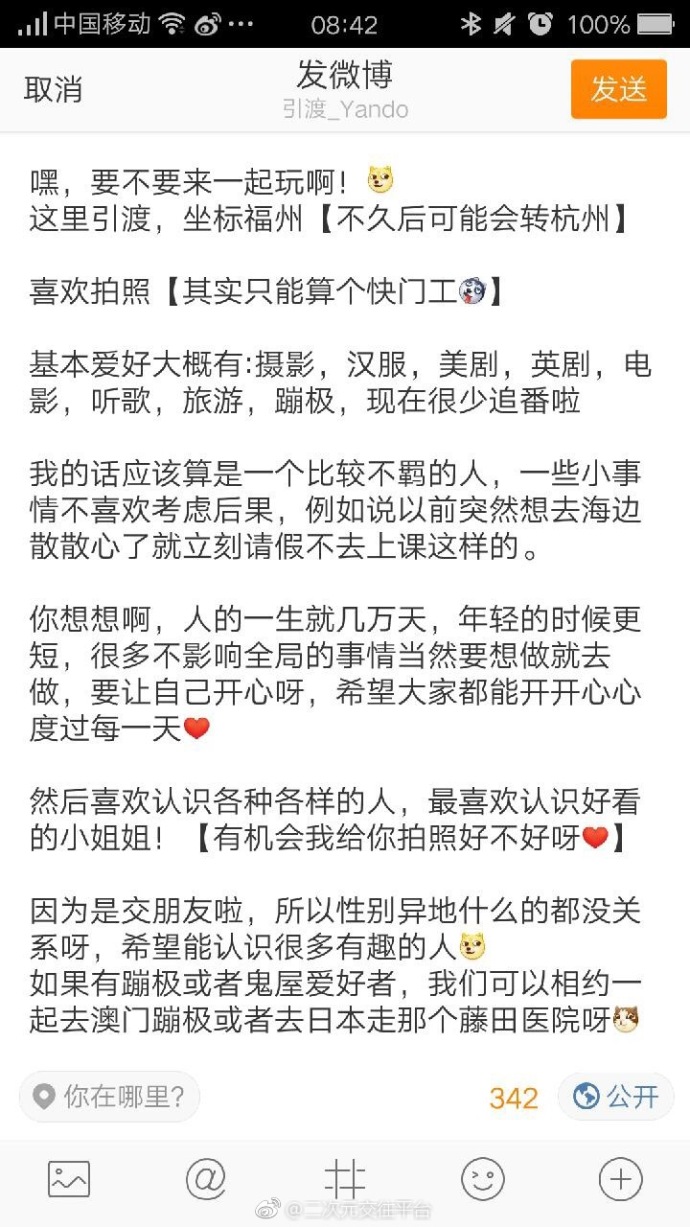 中国移动 08:42 100%
取消 发微博 发送
引渡_Yando
嘿，要不要来一起玩啊！
这里引渡，坐标福州【不久后可能会转杭州】
喜欢拍照【其实只能算个快门工】
基本爱好大概有:摄影，汉服，美剧，英剧，电
影，听歌，旅游，蹦极，现在很少追番啦
我的话应该算是一个比较不羁的人，一些小事
情不喜欢考虑后果，例如说以前突然想去海边
散散心了就立刻请假不去上课这样的。
你想想啊，人的一生就几万天，年轻的时候更
短，很多不影响全局的事情当然要想做就去
做，要让自己开心呀，希望大家都能开开心心
度过每一天❤
然后喜欢认识各种各样的人，最喜欢认识好看
的小姐姐！【有机会我给你拍照好不好呀❤】
因为是交朋友啦，所以性别异地什么的都没关
系呀，希望能认识很多有趣的人
如果有蹦极或者鬼屋爱好者，我们可以相约一
起去澳门蹦极或者去日本走那个藤田医院呀
你在哪里? 342 公开
@二次元交征平台